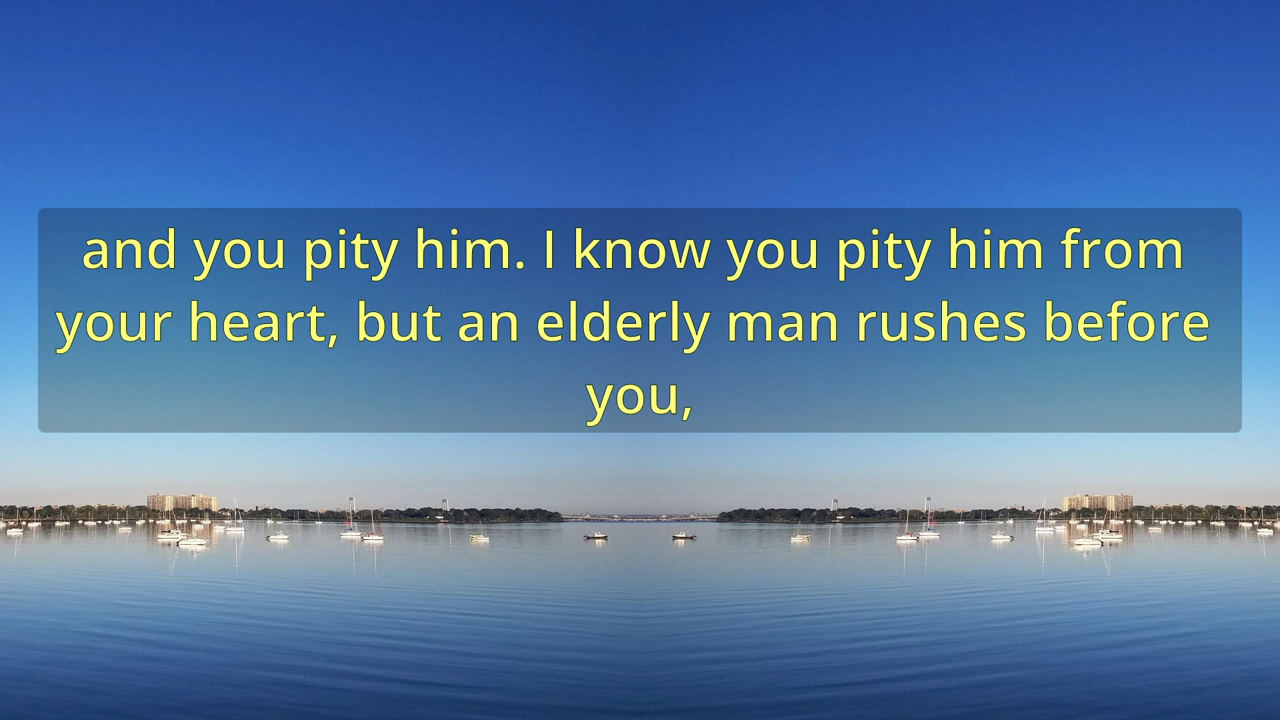 and you pity him. I know you pity him from
your heart, but an elderly man rushes before
you,